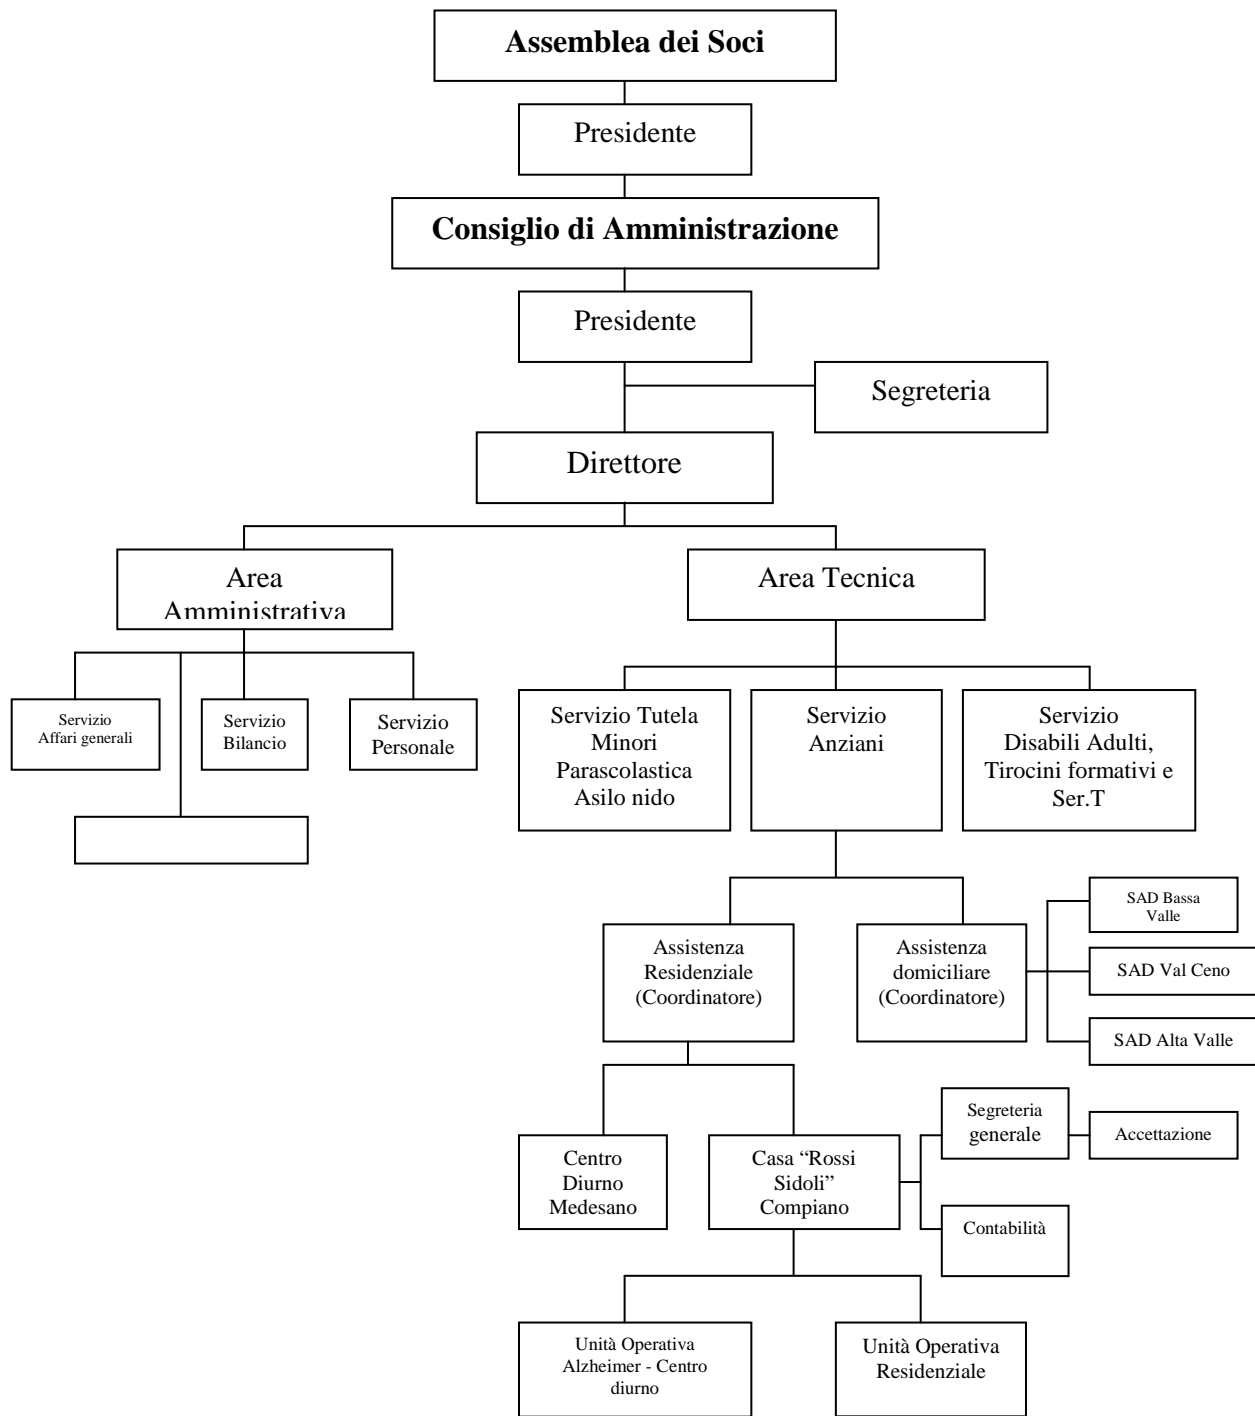 Assemblea dei Soci
Presidente
Consiglio di Amministrazione
Presidente
Segreteria
Direttore
Area
Amministrativa
Area Tecnica
Servizio
Affari generali
Servizio
Bilancio
Servizio
Personale
Servizio Tutela
Minori
Parascolastica
Asilo nido
Servizio
Anziani
Servizio
Disabili Adulti,
Tirocini formativi e
Ser.T
Assistenza
Residenziale
(Coordinatore)
Assistenza
domiciliare
(Coordinatore)
SAD Bassa
Valle
SAD Val Ceno
SAD Alta Valle
Centro
Diurno
Medesano
Casa “Rossi
Sidoli”
Compiano
Segreteria
generale
Accettazione
Contabilità
Unità Operativa
Alzheimer - Centro
diurno
Unità Operativa
Residenziale